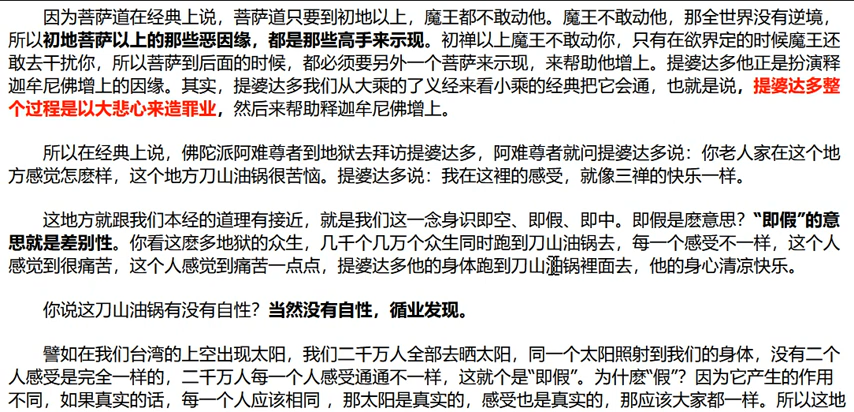 因为菩萨道在经典上说，菩萨道只要到初地以上，魔王都不敢动他。魔王不敢动他，那全世界没有逆境，
所以初地菩萨以上的那些恶因缘，都是那些高手来示现。初禅以上魔王不敢动你，只有在欲界定的时候魔王还
敢去干扰你，所以菩萨到后面的时候，都必须要另外一个菩萨来示现，来帮助他增上。提婆达多他正是扮演释
迦牟尼佛增上的因缘。其实，提婆达多我们从大乘的了义经来看小乘的经典把它会通，也就是说，提婆达多整
个过程是以大悲心来造罪业，然后来帮助释迦牟尼佛增上。
所以在经典上说，佛陀派阿难尊者到地狱去拜访提婆达多，阿难尊者就问提婆达多说：你老人家在这个地
方感觉怎麽样，这个地方刀山油锅很苦恼。提婆达多说：我在这裡的感受，就像三禅的快乐一样。
这地方就跟我们本经的道理有接近，就是我们这一念身识即空、即假、即中。即假是麽意思？“即假”的意
思就是差别性。你看这麽多地狱的众生，几千个几万个众生同时跑到刀山油锅去，每一个感受不一样，这个人
感觉到很痛苦，这个人感觉到痛苦一点点，提婆达多他的身体跑到刀山油锅裡面去，他的身心清凉快乐。
你说这刀山油锅有没有自性？当然没有自性，循业发现。
譬如在我们台湾的上空出现太阳，我们二千万人全部去晒太阳，同一个太阳照射到我们的身体，没有二个
人感受是完全一样的，二千万人每一个人感受通通不一样，这就个是“即假”。为什麽“假”？因为它产生的作用
不同，如果真实的话，每一个人应该相同，那太阳是真实的，感受也是真实的，那应该大家都一样。所以这地